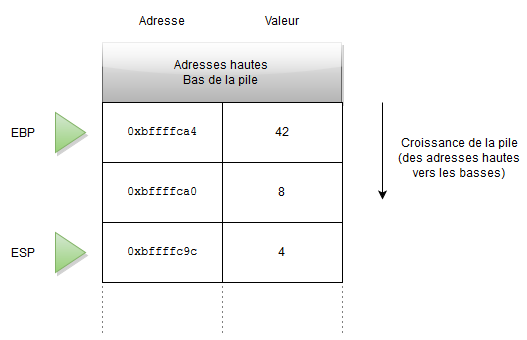 Adresse Valeur
Adresses hautes
Bas de la pile
EBP 0xbffffca4 42
Croissance de la pile
(des adresses hautes
vers les basses)
0xbffffca0 8
ESP 0xbffffc9c 4